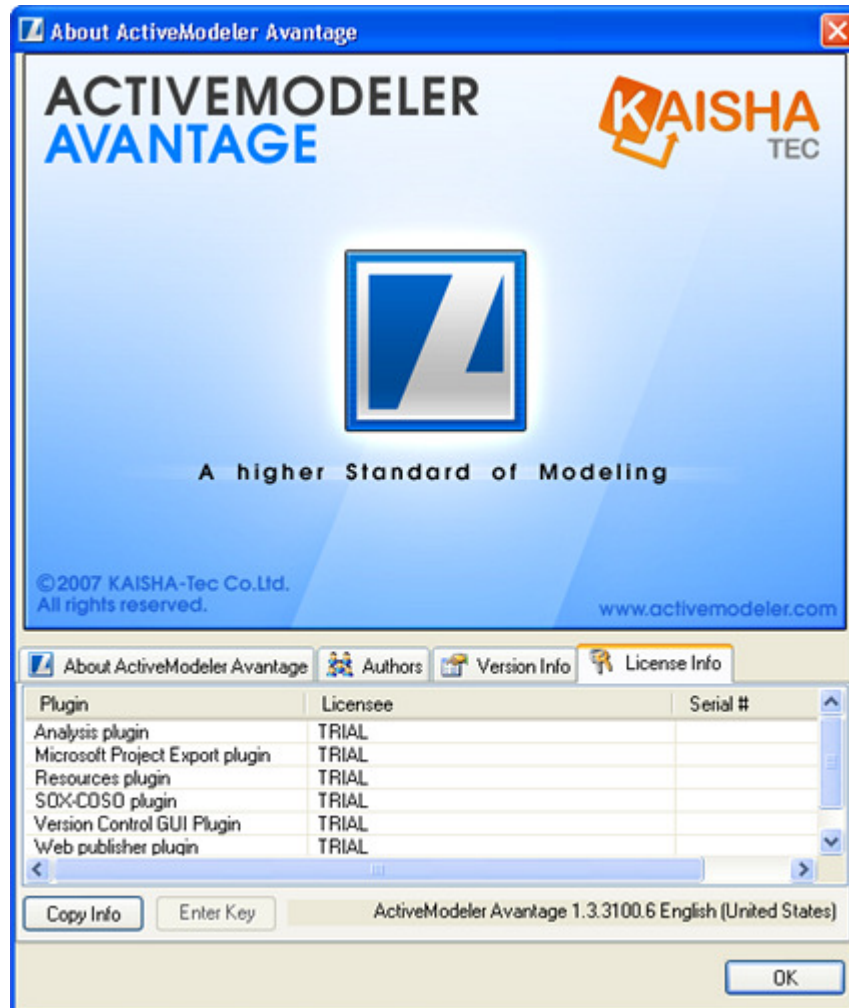 About ActiveModeler Avantage
ACTIVEMODELER
AVANTAGE
KAISHA
TEC
A higher Standard of Modeling
©2007 KAISHA-Tec Co.Ltd.
All rights reserved.
www.activemodeler.com
About ActiveModeler Avantage Authors Version Info License Info
Plugin Licensee Serial #
Analysis plugin TRIAL
Microsoft Project Export plugin TRIAL
Resources plugin TRIAL
SOX-COSO plugin TRIAL
Version Control GUI Plugin TRIAL
Web publisher plugin TRIAL
Copy Info Enter Key ActiveModeler Avantage 1.3.3100.6 English (United States)
OK